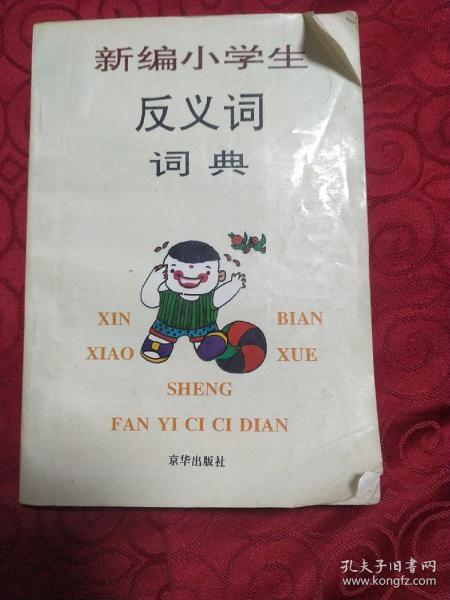 新编小学生
反义词
词典
XIN BIAN
XIAO XUE
SHENG
FAN YI CI CI DIAN
京华出版社
孔夫子旧书网
www.kongfz.com